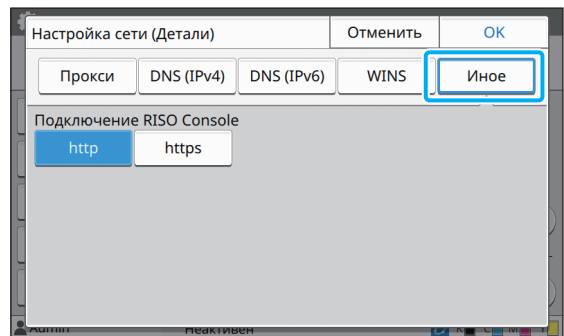 Настройка сети (Детали) Отменить OK
Прокси DNS (IPv4) DNS (IPv6) WINS Иное
Подключение RISO Console
http https
Admin Неактивен K C M Y